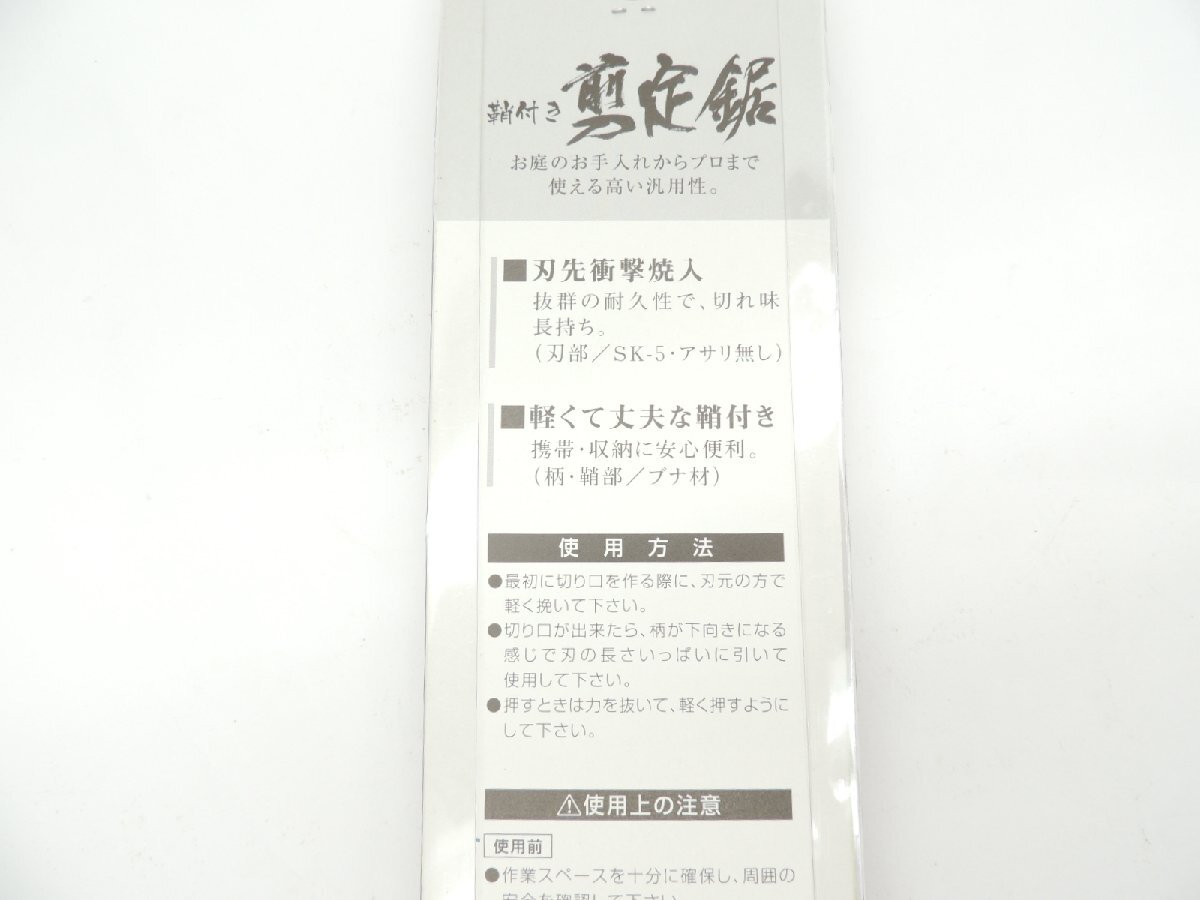 鞘付き 剪定鋸
お庭のお手入れからプロまで
使える高い汎用性。
■刃先衝撃焼入
抜群の耐久性で、切れ味
長持ち。
(刃部／SK-5・アサリ無し)
■軽くて丈夫な鞘付き
携帯・収納に安心便利。
(柄・鞘部／ブナ材)
使用方法
●最初に切り口を作る際に、刃元の方で
軽く挽いて下さい。
●切り口が出来たら、柄が下向きになる
感じで刃の長さいっぱいに引いて
使用して下さい。
●押すときは力を抜いて、軽く押すように
して下さい。
⚠使用上の注意
使用前
●作業スペースを十分に確保し、周囲の
安全を確認して下さい。